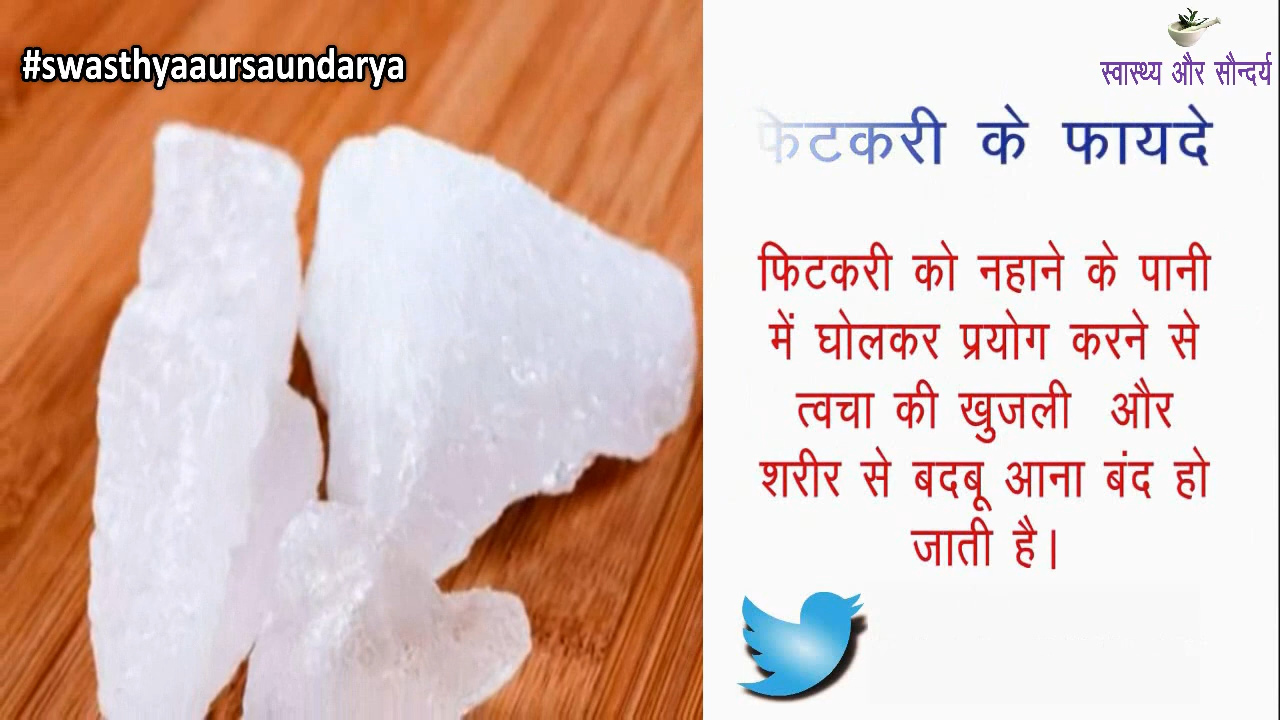 #swasthyaaursaundarya
स्वास्थ्य और सौन्दर्य
फिटकरी के फायदे
फिटकरी को नहाने के पानी
में घोलकर प्रयोग करने से
त्वचा की खुजली और
शरीर से बदबू आना बंद हो
जाती है।